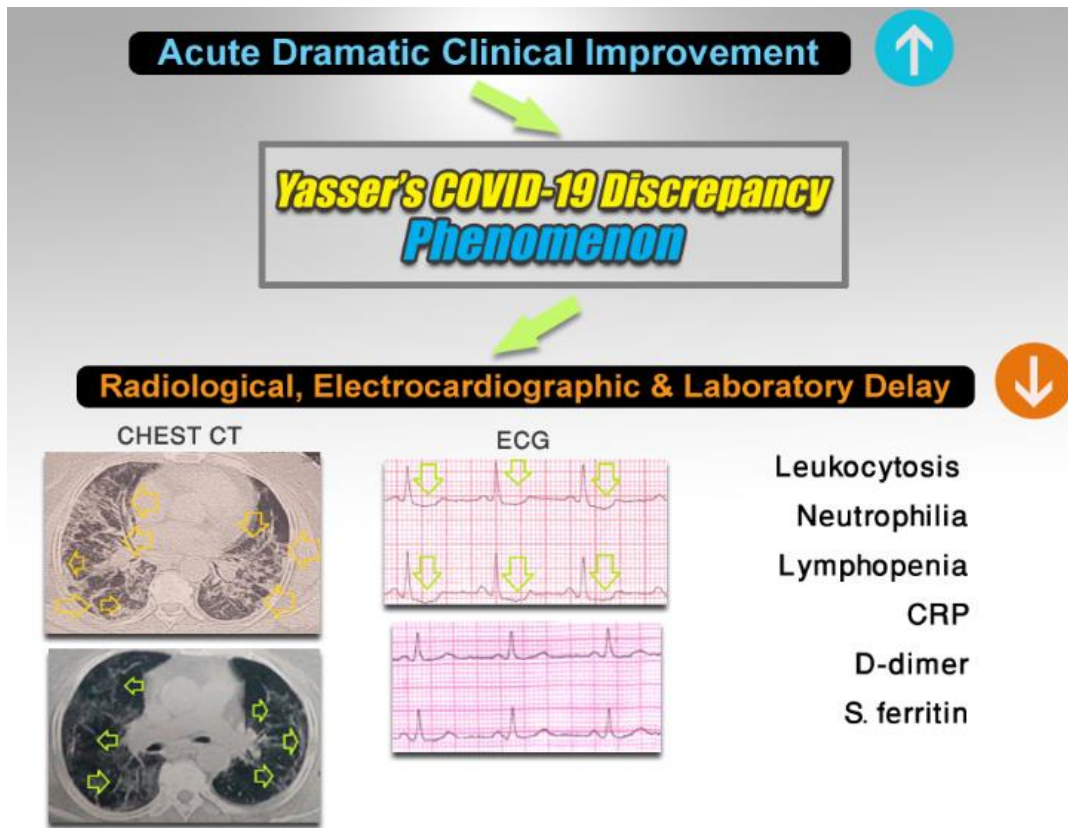 Acute Dramatic Clinical Improvement
Yasser's COVID-19 Discrepancy
Phenomenon
Radiological, Electrocardiographic & Laboratory Delay
CHEST CT
ECG
Leukocytosis
Neutrophilia
Lymphopenia
CRP
D-dimer
S. ferritin